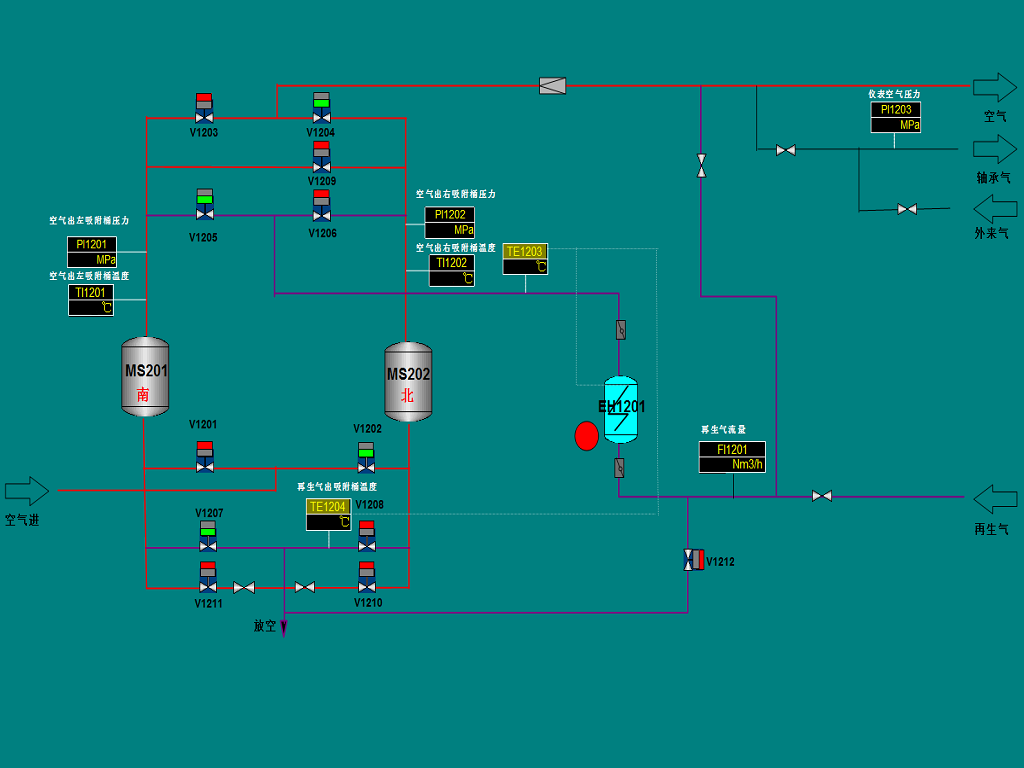 仪表空气压力
PI1203
MPa
空气
V1203
V1204
轴承气
V1209
空气出右吸附桶压力
PI1202
MPa
外来气
空气出左吸附桶压力
V1205
V1206
PI1201
MPa
空气出右吸附桶温度
TI1202
℃
TE1203
℃
空气出左吸附桶温度
TI1201
℃
MS201
南
MS202
北
EH1201
V1201
V1202
再生气流量
FI1201
Nm3/h
空气进
再生气出吸附桶温度
TE1204
℃
V1208
V1207
再生气
V1212
V1211
V1210
放空